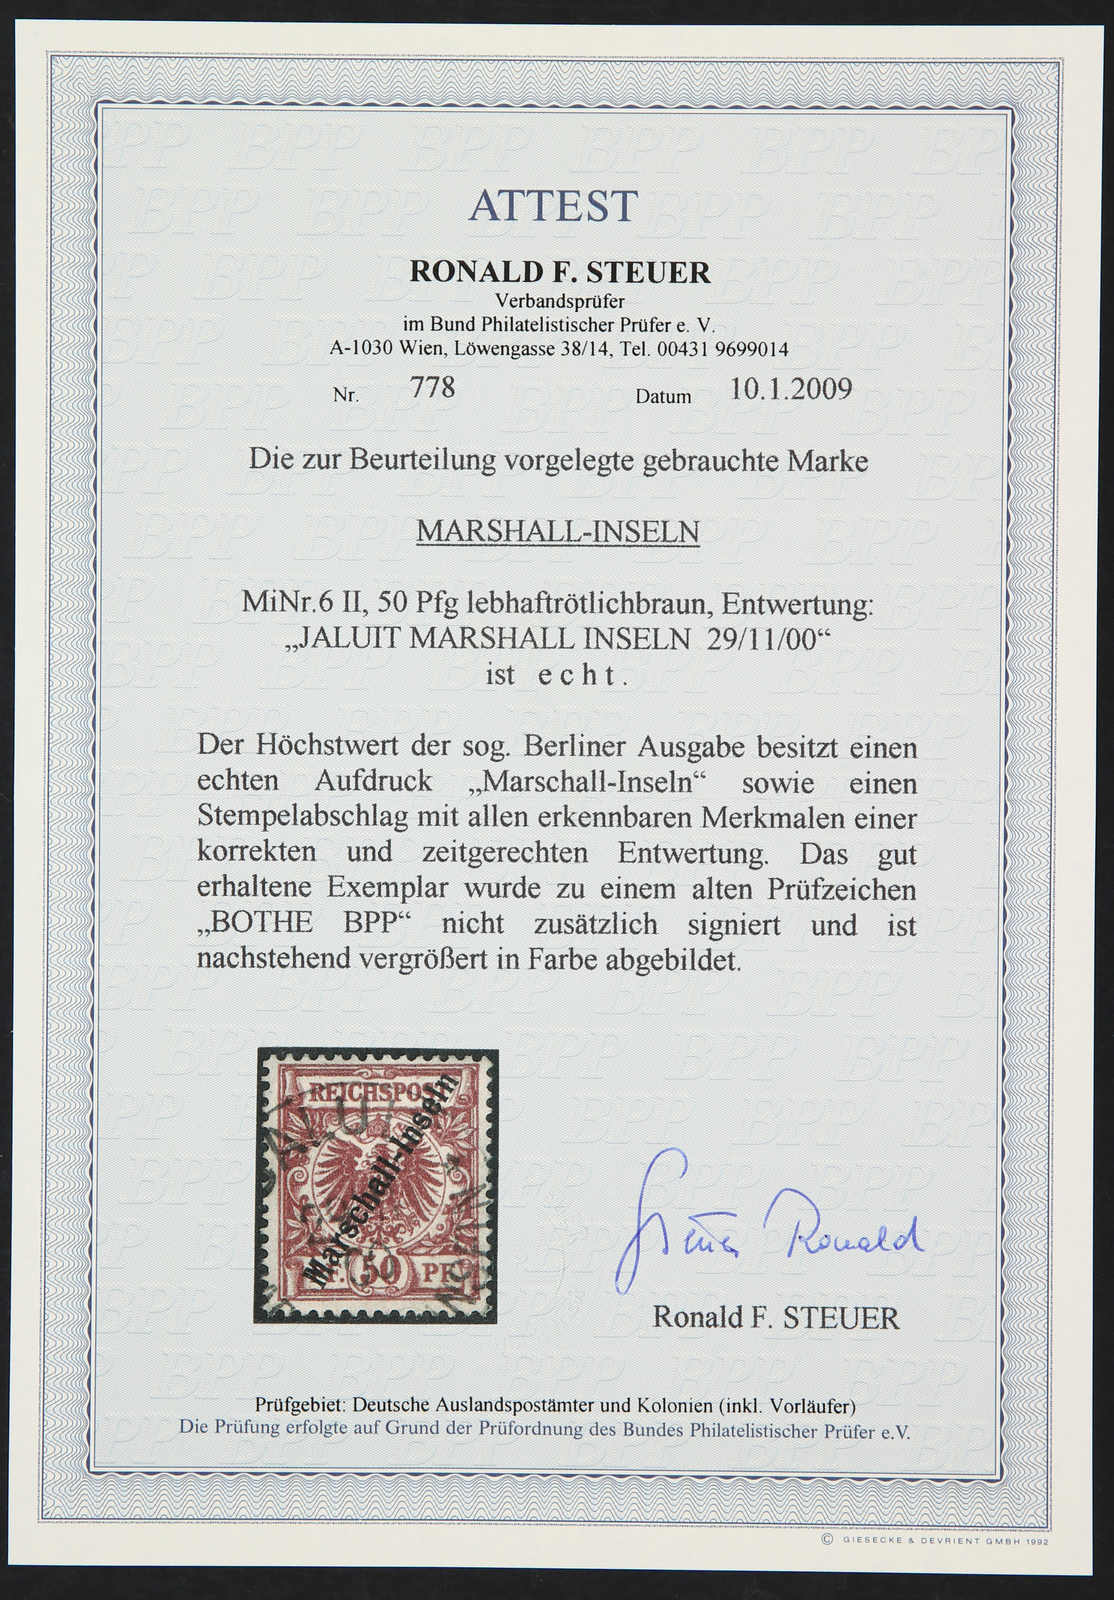 ATTEST
RONALD F. STEUER
Verbandsprüfer
im Bund Philatelistischer Prüfer e. V.
A-1030 Wien, Löwengasse 38/14, Tel. 00431 9699014
Nr. 778 Datum 10.1.2009
Die zur Beurteilung vorgelegte gebrauchte Marke
MARSHALL-INSELN
MiNr.6 II, 50 Pfg lebhaftrötlichbraun, Entwertung:
„JALUIT MARSHALL INSELN 29/11/00“
ist echt.
Der Höchstwert der sog. Berliner Ausgabe besitzt einen
echten Aufdruck „Marschall-Inseln“ sowie einen
Stempelabschlag mit allen erkennbaren Merkmalen einer
korrekten und zeitgerechten Entwertung. Das gut
erhaltene Exemplar wurde zu einem alten Prüfzeichen
„BOTHE BPP“ nicht zusätzlich signiert und ist
nachstehend vergrößert in Farbe abgebildet.
REICHSPOST
Marschall-Inseln
50 PF
Steuer Ronald
Ronald F. STEUER
Prüfgebiet: Deutsche Auslandspostämter und Kolonien (inkl. Vorläufer)
Die Prüfung erfolgte auf Grund der Prüfordnung des Bundes Philatelistischer Prüfer e.V.
© GIESECKE & DEVRIENT GMBH 1992